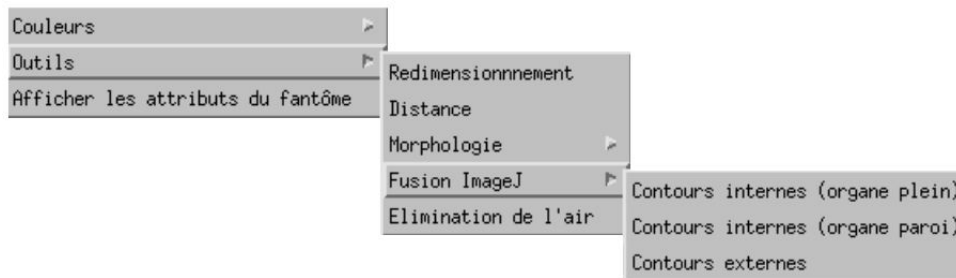 Couleurs
Outils
Afficher les attributs du fantôme
Redimensionnnement
Distance
Morphologie
Fusion ImageJ
Elimination de l'air
Contours internes (organe plein)
Contours internes (organe paroi)
Contours externes